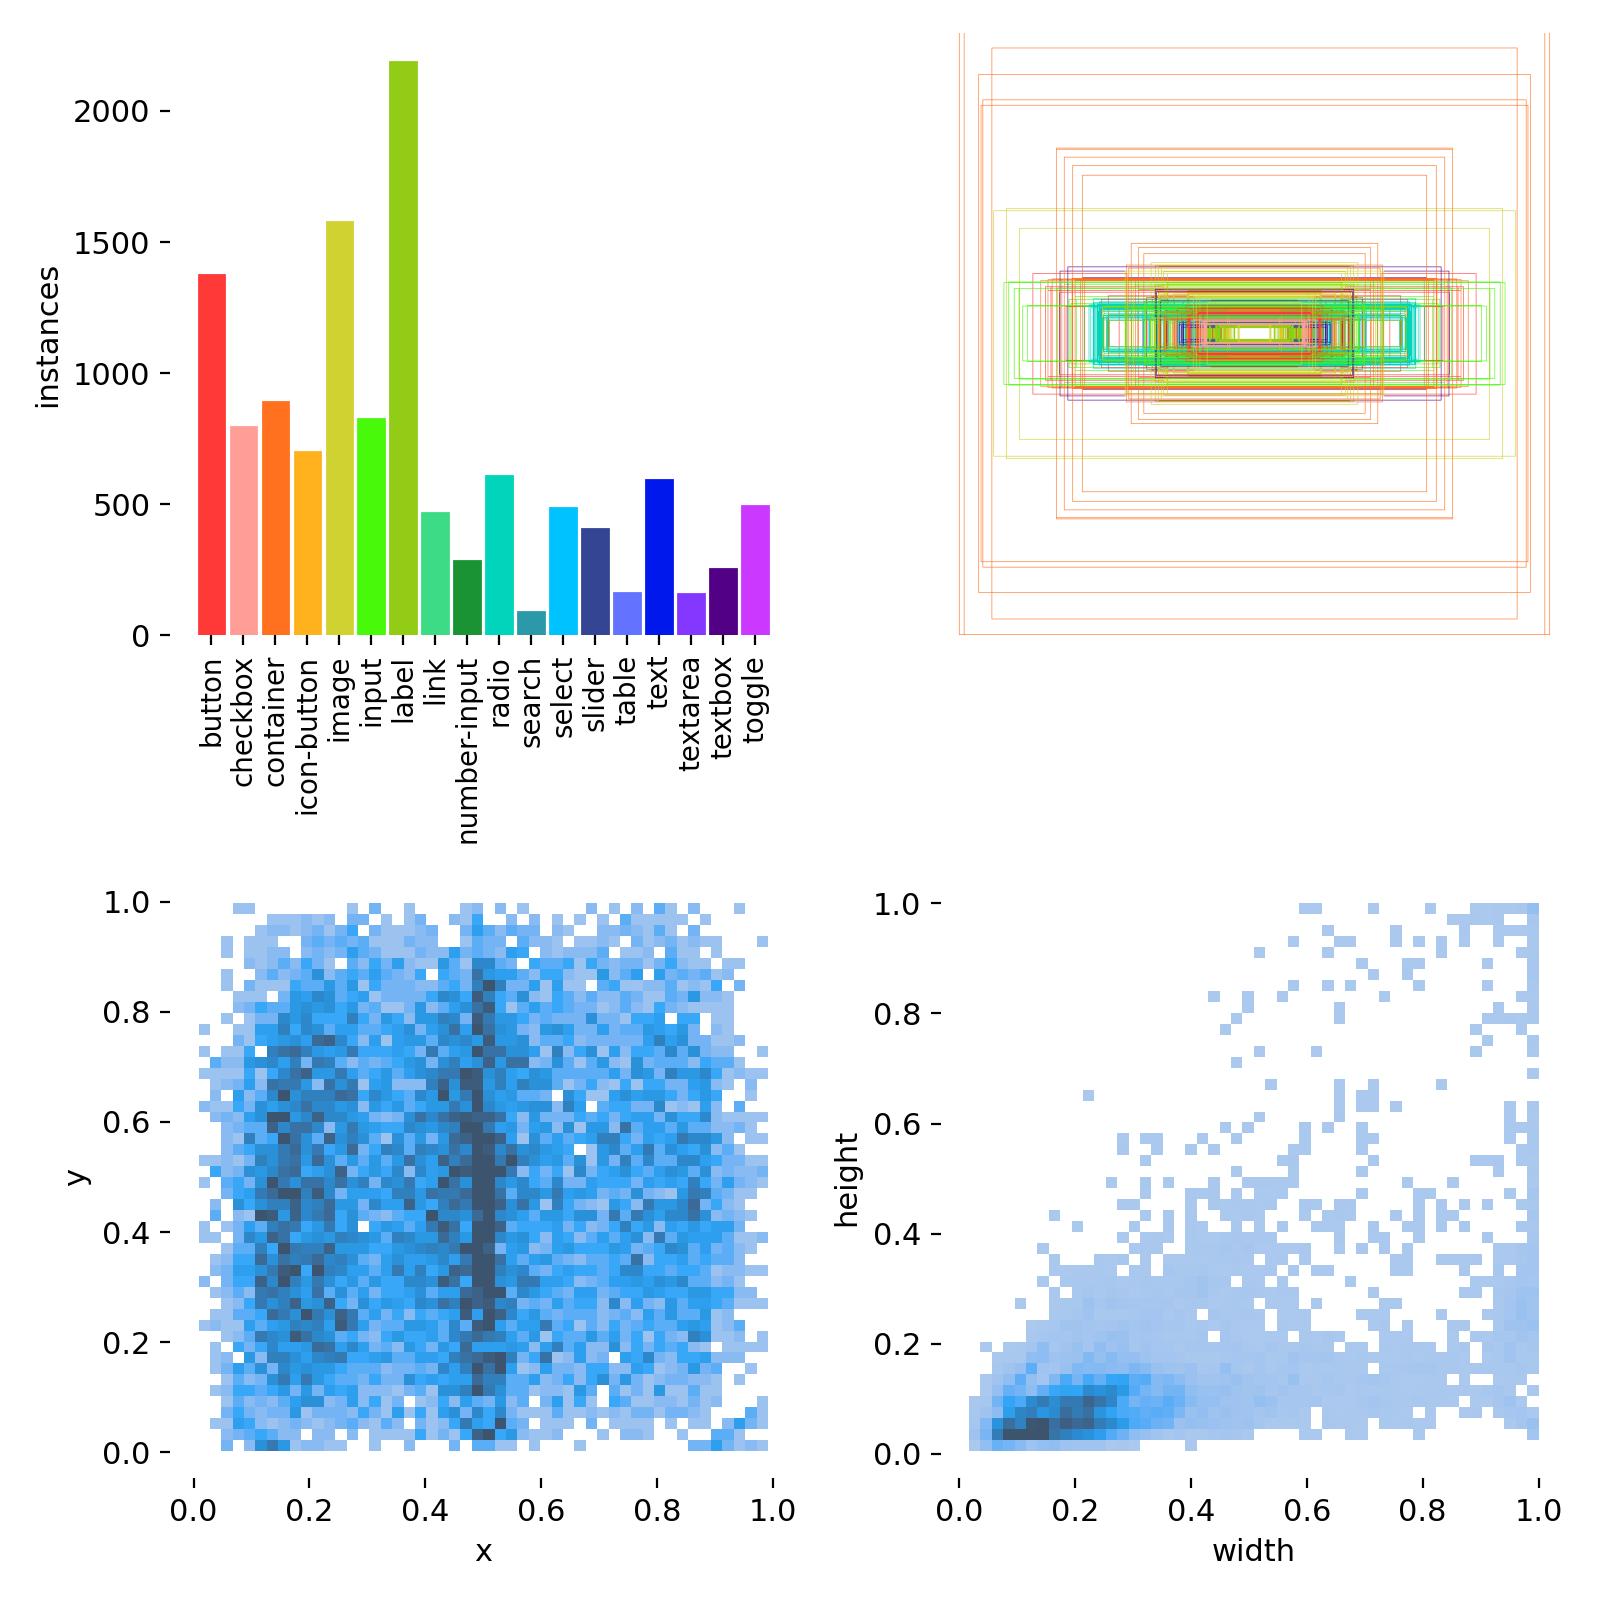 instances
2000
1500
1000
500
0
button
checkbox
container
icon-button
image
input
label
link
number-input
radio
search
select
slider
table
text
textarea
textbox
toggle
y
1.0
0.8
0.6
0.4
0.2
0.0
0.0 0.2 0.4 0.6 0.8 1.0
x
height
1.0
0.8
0.6
0.4
0.2
0.0
0.0 0.2 0.4 0.6 0.8 1.0
width